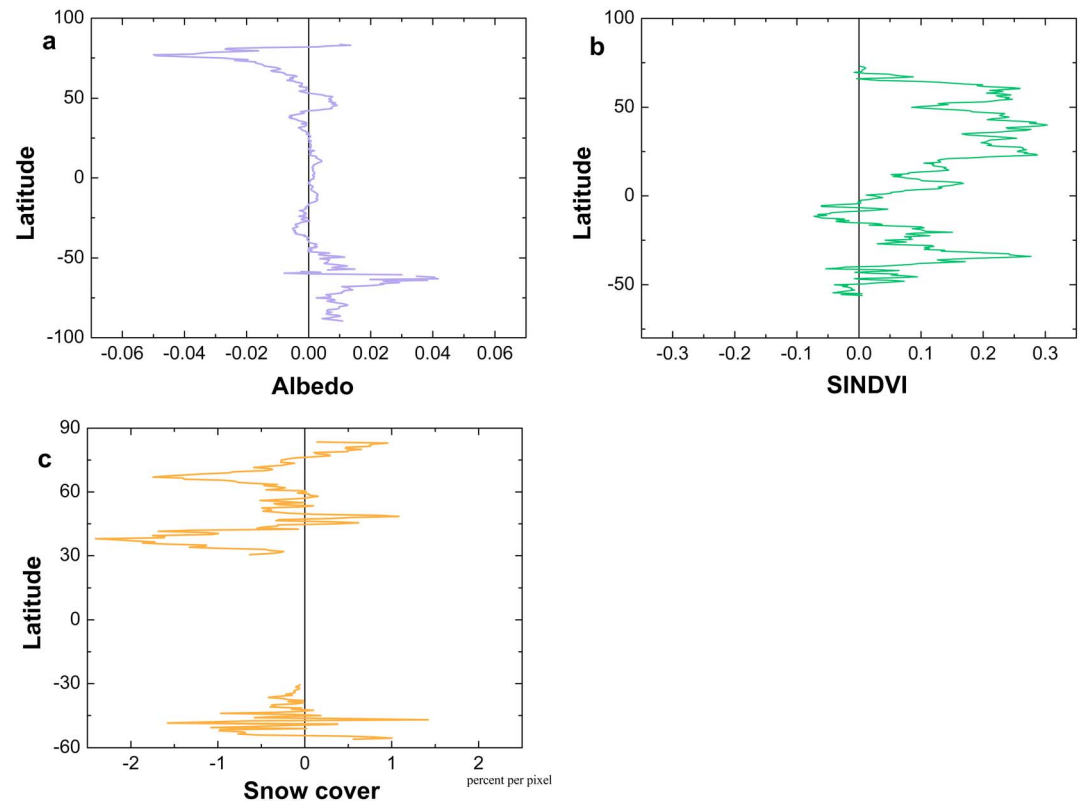 a
100
50
0
-50
-100
Latitude
-0.06 -0.04 -0.02 0.00 0.02 0.04 0.06
Albedo
b
100
50
0
-50
Latitude
-0.3 -0.2 -0.1 0.0 0.1 0.2 0.3
SINDVI
c
90
60
30
0
-30
-60
Latitude
-2 -1 0 1 2
percent per pixel
Snow cover